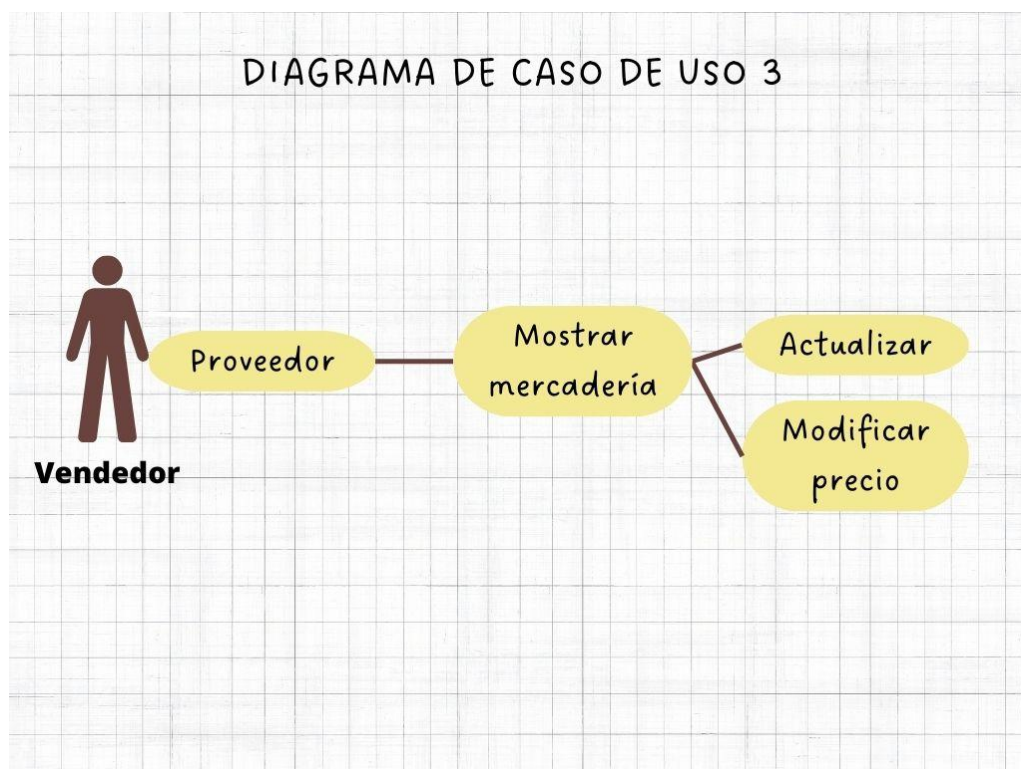 DIAGRAMA DE CASO DE USO 3
Proveedor
Mostrar
mercadería
Actualizar
Modificar
precio
Vendedor